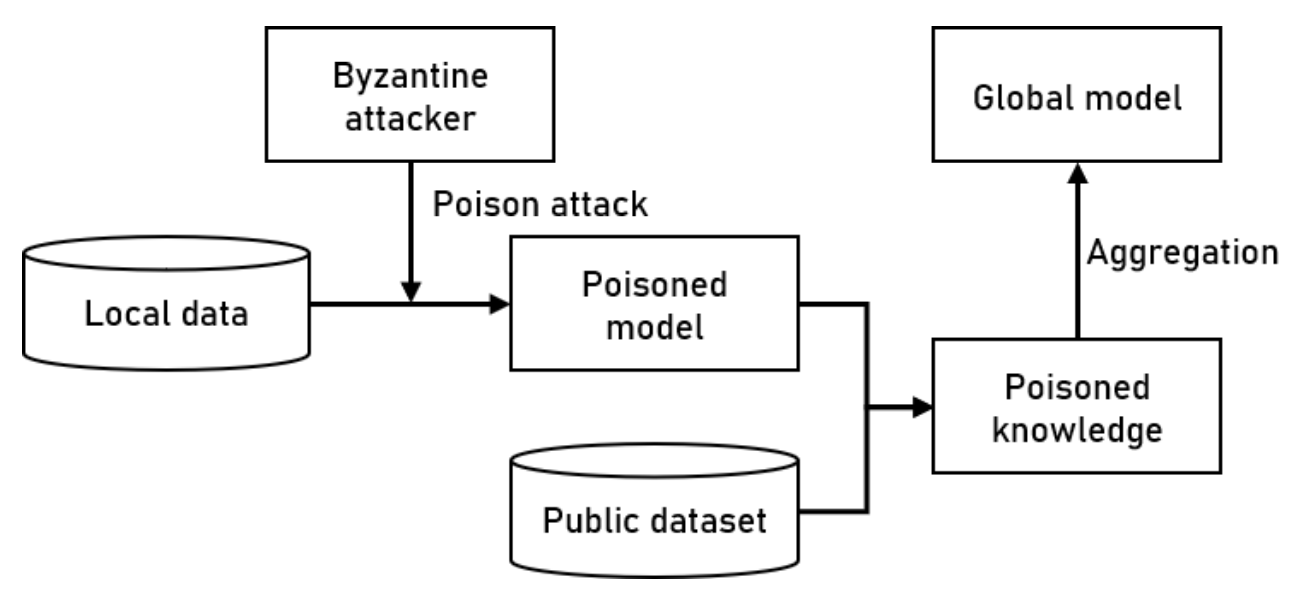 Byzantine
attacker
Global model
Poison attack
Aggregation
Local data
Poisoned
model
Poisoned
knowledge
Public dataset